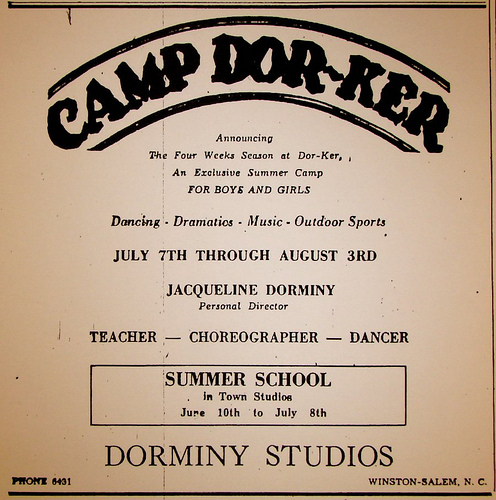 CAMP DOR-KER
Announcing
The Four Weeks Season at Dor-Ker,
An Exclusive Summer Camp
FOR BOYS AND GIRLS
Dancing - Dramatics - Music - Outdoor Sports
JULY 7TH THROUGH AUGUST 3RD
JACQUELINE DORMINY
Personal Director
TEACHER — CHOREOGRAPHER — DANCER
SUMMER SCHOOL
in Town Studios
June 10th to July 8th
DORMINY STUDIOS
PHONE 6431
WINSTON-SALEM, N. C.